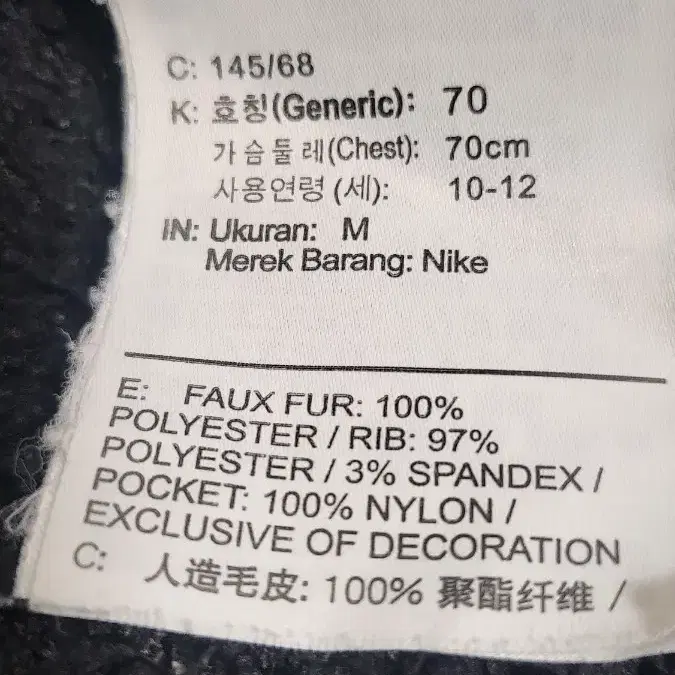 C: 145/68
K: 호칭(Generic): 70
가슴둘레(Chest): 70cm
사용연령 (세): 10-12
IN: Ukuran: M
Merek Barang: Nike
E: FAUX FUR: 100%
POLYESTER / RIB: 97%
POLYESTER / 3% SPANDEX /
POCKET: 100% NYLON /
EXCLUSIVE OF DECORATION
C: 人造毛皮: 100% 聚酯纤维 /